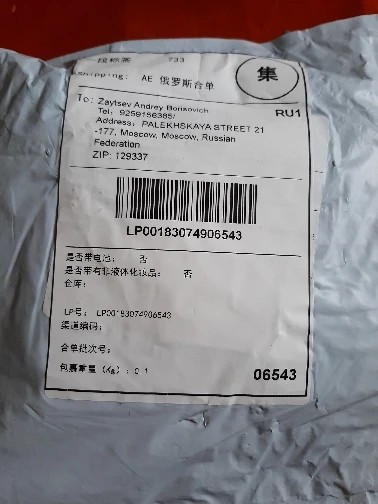 段标签 733
Shipping: AE 俄罗斯合单
集
RU1
To: Zaytsev Andrey Borisovich
Tel: 9259156385/
Address: PALEKHSKAYA STREET 21
-177, Moscow, Moscow, Russian
Federation
ZIP: 129337
LP00183074906543
是否带电池: 否
是否带有非液体化妆品: 否
仓库:
LP号: LP00183074906543
渠道编码:
合单批次号:
包裹重量 (Kg): 0.1
06543